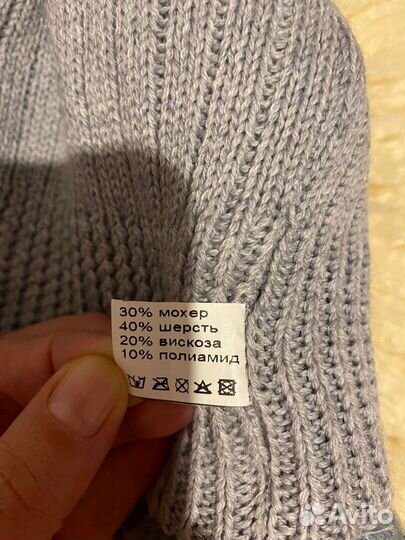 30% мохер
40% шерсть
20% вискоза
10% полиамид
Avito